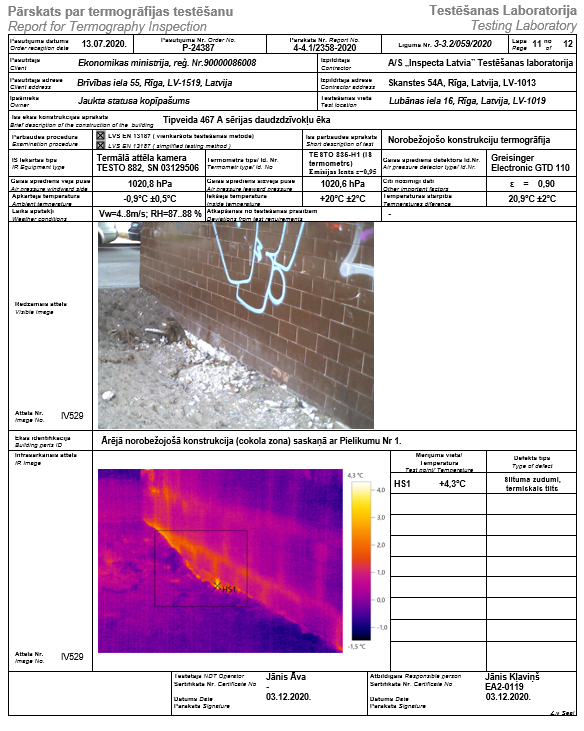 Pārskats par termogrāfijas testēšanu
Testēšanas Laboratorija
Report for Termography Inspection
Testing Laboratory
Pasūtījuma datums
Order reception date
13.07.2020.
Pasūtījuma Nr. Order No.
P-24387
Pārskata Nr. Report No.
4-4.1/2358-2020
Līguma Nr. 3-3.2/059/2020
Lapa
Page
11 no
of
12
Pasūtītājs
Client
Ekonomikas ministrija, reģ. Nr.90000086008
Izpildītājs
Contractor
A/S „Inspecta Latvia” Testēšanas laboratorija
Pasūtītāja adrese
Client address
Brīvības iela 55, Rīga, LV-1519, Latvija
Izpildītāja adrese
Contractor address
Skanstes 54A, Rīga, Latvija, LV-1013
Īpašnieks
Owner
Jaukta statusa kopīpašums
Testēšanas vieta
Test location
Lubānas iela 16, Rīga, Latvija, LV-1019
Īss ēkas konstrukcijas apraksts
Brief description of the construction of the building
Tipveida 467 A sērijas daudzdzīvokļu ēka
Pārbaudes procedūra
Examination procedure
LVS EN 13187 ( vienkāršota testēšanas metode)
LVS EN 13187 ( simplified testing method )
Īss pārbaudes apraksts
Short description of test
Norobežojošo konstrukciju termogrāfija
IS Iekārtas tips
IR Equipment type
Termālā attēla kamera
TESTO 882, SN 03129506
Termometra tips/ Id. Nr.
Termometr type/ Id. No
TESTO 835-H1 (IS
termometrs)
Emisijas lenta ε=0,95
Gaisa spiediena detektora Id.Nr.
Air pressure detector type/ Id.Nr.
Greisinger
Electronic GTD 110
Gaisa spiediens vēja pusē
Air pressure windward side
1020,8 hPa
Gaisa spiediens aizvēja pusē
Air pressure leeward pressure
1020,6 hPa
Citi nozīmīgi dati
Other important factors
ε = 0,90
Apkārtējā temperatūra
Ambient temperature
-0,9°C ±0,5°C
Iekšējā temperatūra
Inside temperature
+20°C ±2°C
Temperatūras starpība
Temperatures diference
20,9°C ±2°C
Laika apstākļi
Weather conditions
Vw=4..8m/s; RH=87..88 %
Atkāpšanās no testēšanas prasībām
Deviations from test requirements
-
Redzamais attēls
Visible image
Attēla Nr.
Image No.
IV529
Ēkas identifikācija
Building parts ID
Ārējā norobežojošā konstrukcija (cokola zona) saskaņā ar Pielikumu Nr 1.
Infrasarkanais attēls
IR image
Mērījuma vieta/
Temperatūra
Test point/ Temperature
Defekta tips
Type of defect
HS1 +4,3°C
Siltuma zudumi,
termiskais tilts
4,3 °C
4,0
3,0
2,0
1,0
0,0
-1,0
-1,5 °C
HS1
Attēla Nr.
Image No.
IV529
Testētājs NDT Operator
Jānis Āva
Sertifikāta Nr. Certificate No
-
Datums Date
03.12.2020.
Paraksts Signature
Atbildīgais Responsible person
Jānis Kļaviņš
Sertifikāta Nr. Certificate No
EA2-0119
Datums Date
03.12.2020.
Paraksts Signature